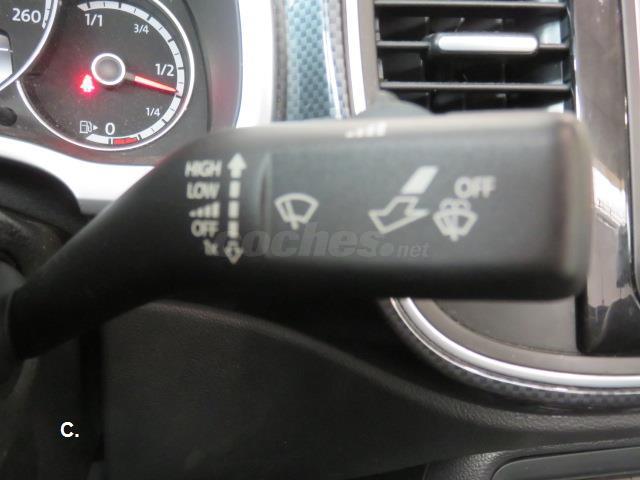 260
1/1
3/4
1/2
1/4
0
HIGH
LOW
OFF
1x
OFF
coches.net
C.